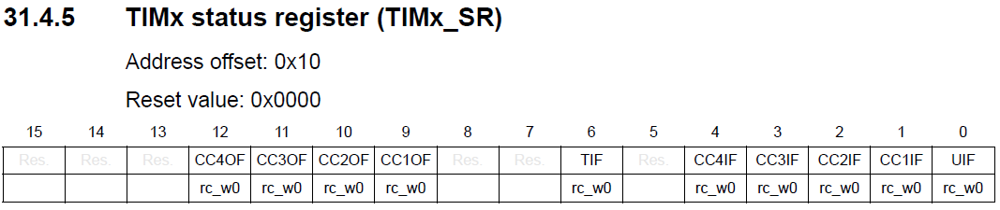 31.4.5 TIMx status register (TIMx_SR)
Address offset: 0x10
Reset value: 0x0000
15 14 13 12 11 10 9 8 7 6 5 4 3 2 1 0
Res. Res. Res. CC4OF CC3OF CC2OF CC1OF Res. Res. TIF Res. CC4IF CC3IF CC2IF CC1IF UIF
rc_w0 rc_w0 rc_w0 rc_w0 rc_w0 rc_w0 rc_w0 rc_w0 rc_w0 rc_w0